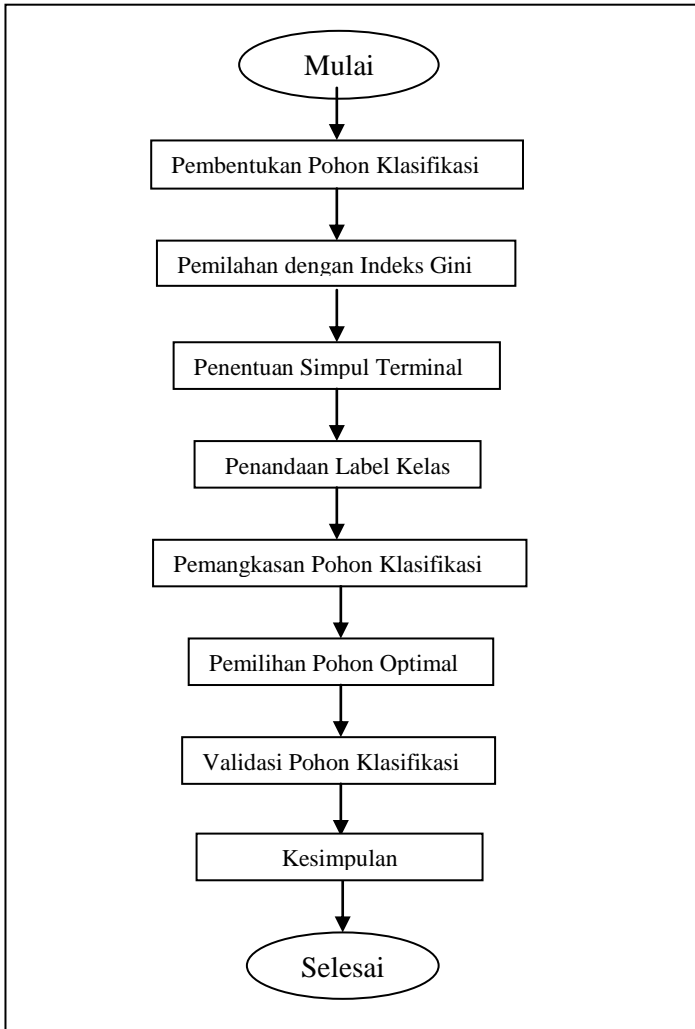 Mulai
Pembentukan Pohon Klasifikasi
Pemilahan dengan Indeks Gini
Penentuan Simpul Terminal
Penandaan Label Kelas
Pemangkasan Pohon Klasifikasi
Pemilihan Pohon Optimal
Validasi Pohon Klasifikasi
Kesimpulan
Selesai